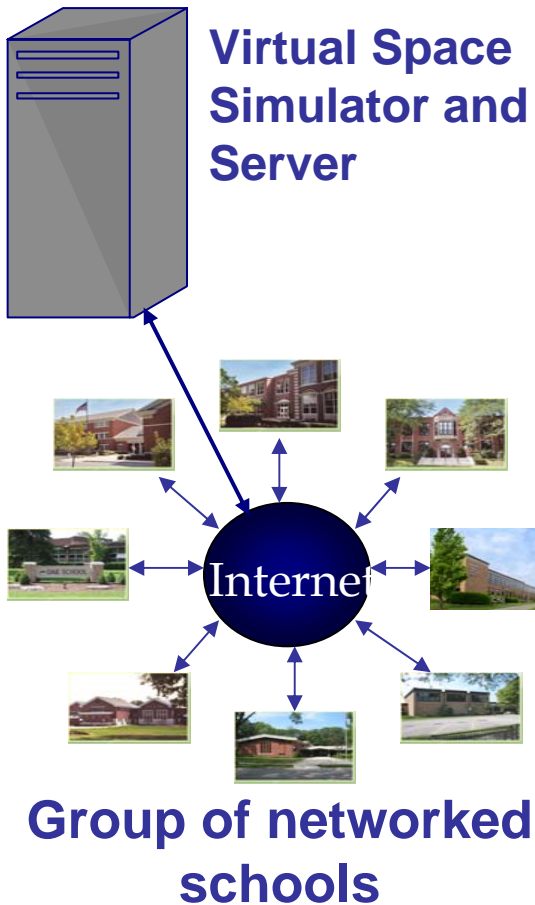 Virtual Space
Simulator and
Server
Internet
Group of networked
schools